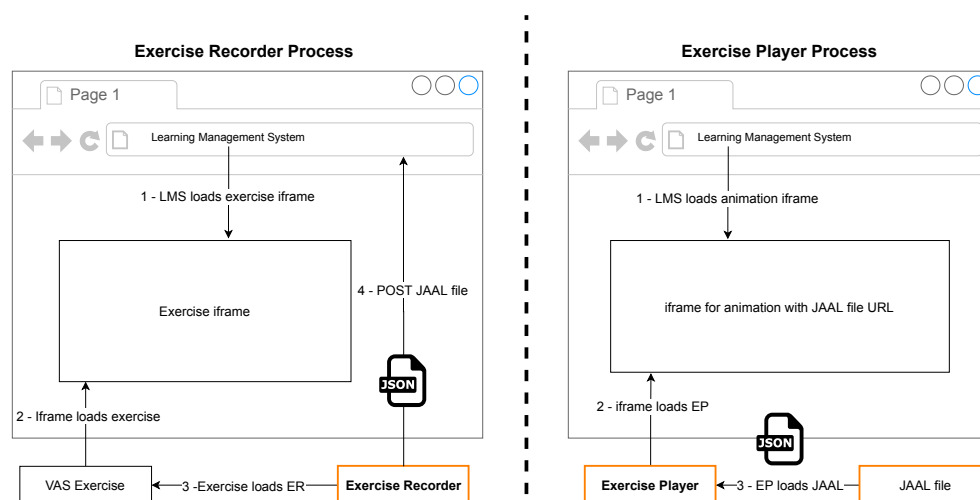 Exercise Recorder Process
Page 1
Learning Management System
1 - LMS loads exercise iframe
Exercise iframe
4 - POST JAAL file
JSON
2 - Iframe loads exercise
VAS Exercise
3 -Exercise loads ER
Exercise Recorder
Exercise Player Process
Page 1
Learning Management System
1 - LMS loads animation iframe
iframe for animation with JAAL file URL
2 - iframe loads EP
JSON
Exercise Player
3 - EP loads JAAL
JAAL file